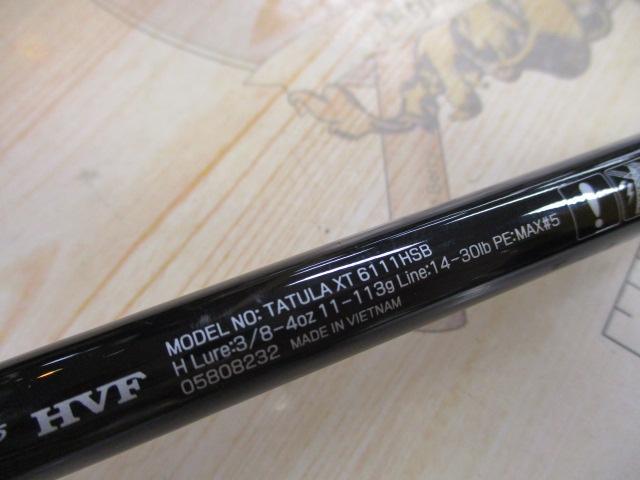 MODEL NO: TATULA XT 6111HSB
H Lure:3/8-4oz 11-113g Line:14-30lb PE:MAX#5
05808232 MADE IN VIETNAM
HVF